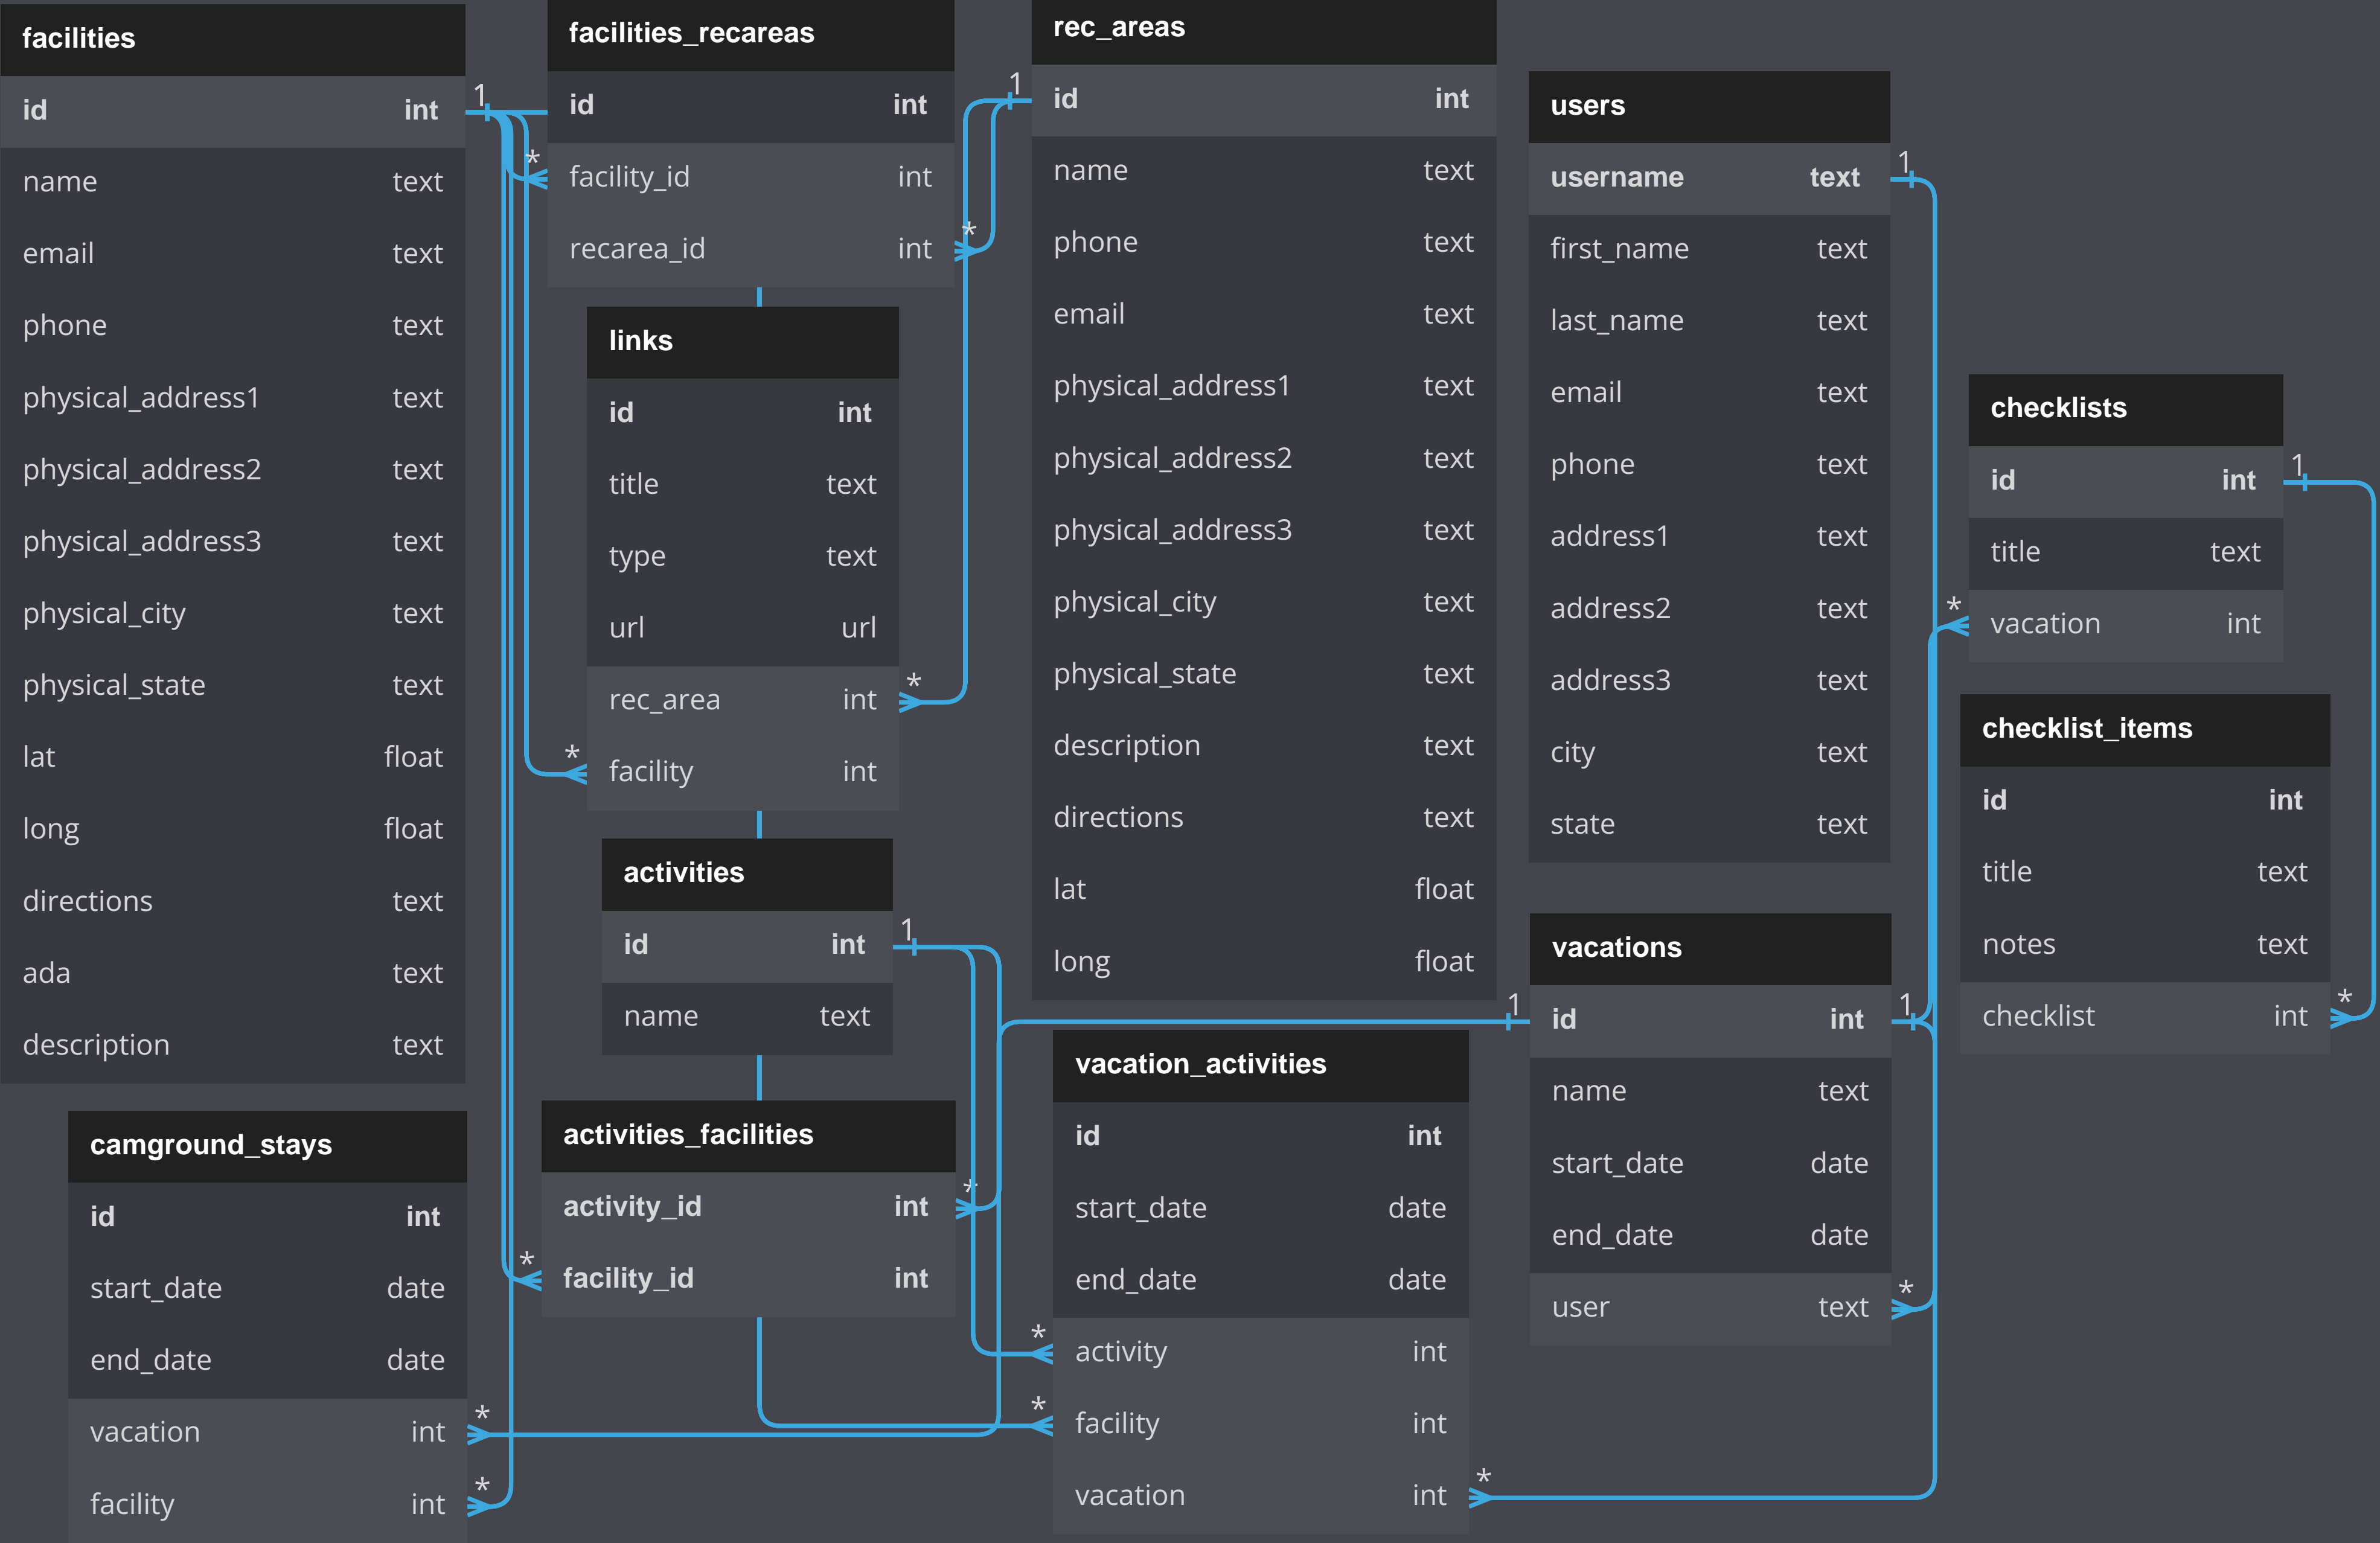 facilities
id int
name text
email text
phone text
physical_address1 text
physical_address2 text
physical_address3 text
physical_city text
physical_state text
lat float
long float
directions text
ada text
description text
1
facilities_recareas
id int
* facility_id int
recarea_id int *
links
id int
title text
type text
url url
rec_area int *
* facility int
activities
id int 1
name text
activities_facilities
activity_id int *
* facility_id int
camground_stays
id int
start_date date
end_date date
vacation int *
facility int *
rec_areas
1 id int
name text
phone text
email text
physical_address1 text
physical_address2 text
physical_address3 text
physical_city text
physical_state text
description text
directions text
lat float
long float
vacation_activities
id int
start_date date
end_date date
* activity int
* facility int
vacation int *
users
username text 1
first_name text
last_name text
email text
phone text
address1 text
address2 text
address3 text
city text
state text
vacations
1 id int 1
name text
start_date date
end_date date
user text *
checklists
id int 1
title text
* vacation int
checklist_items
id int
title text
notes text
checklist int *